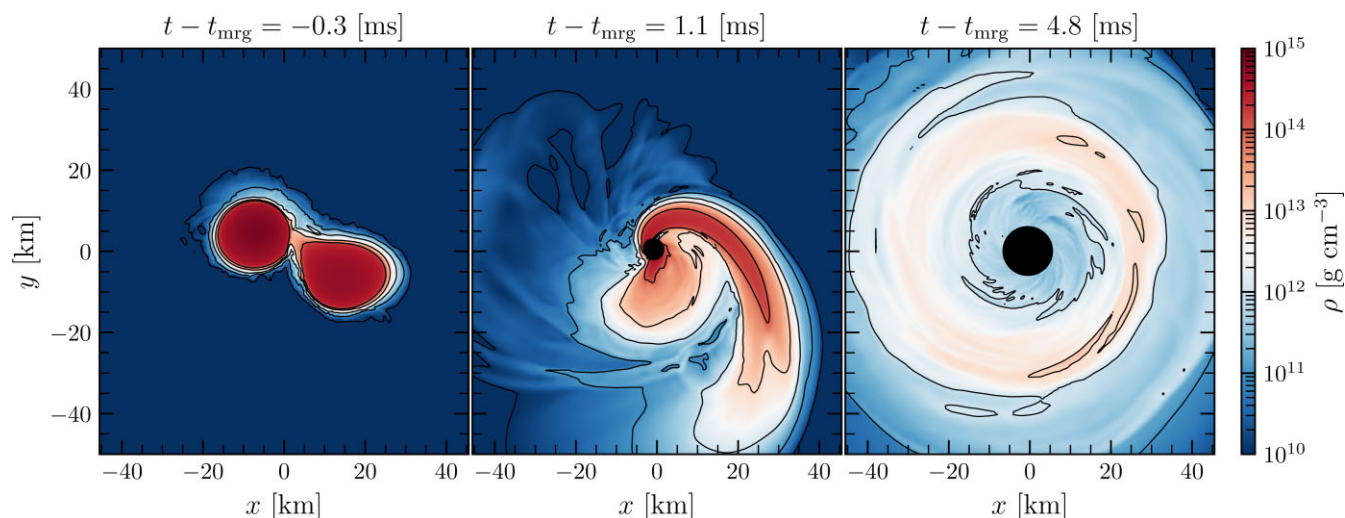 t − t_mrg = −0.3 [ms]
t − t_mrg = 1.1 [ms]
t − t_mrg = 4.8 [ms]
40
20
0
−20
−40
y [km]
−40 −20 0 20 40
−40 −20 0 20 40
−40 −20 0 20 40
x [km]
x [km]
x [km]
10^15
10^14
10^13
10^12
10^11
10^10
ρ [g cm^−3]